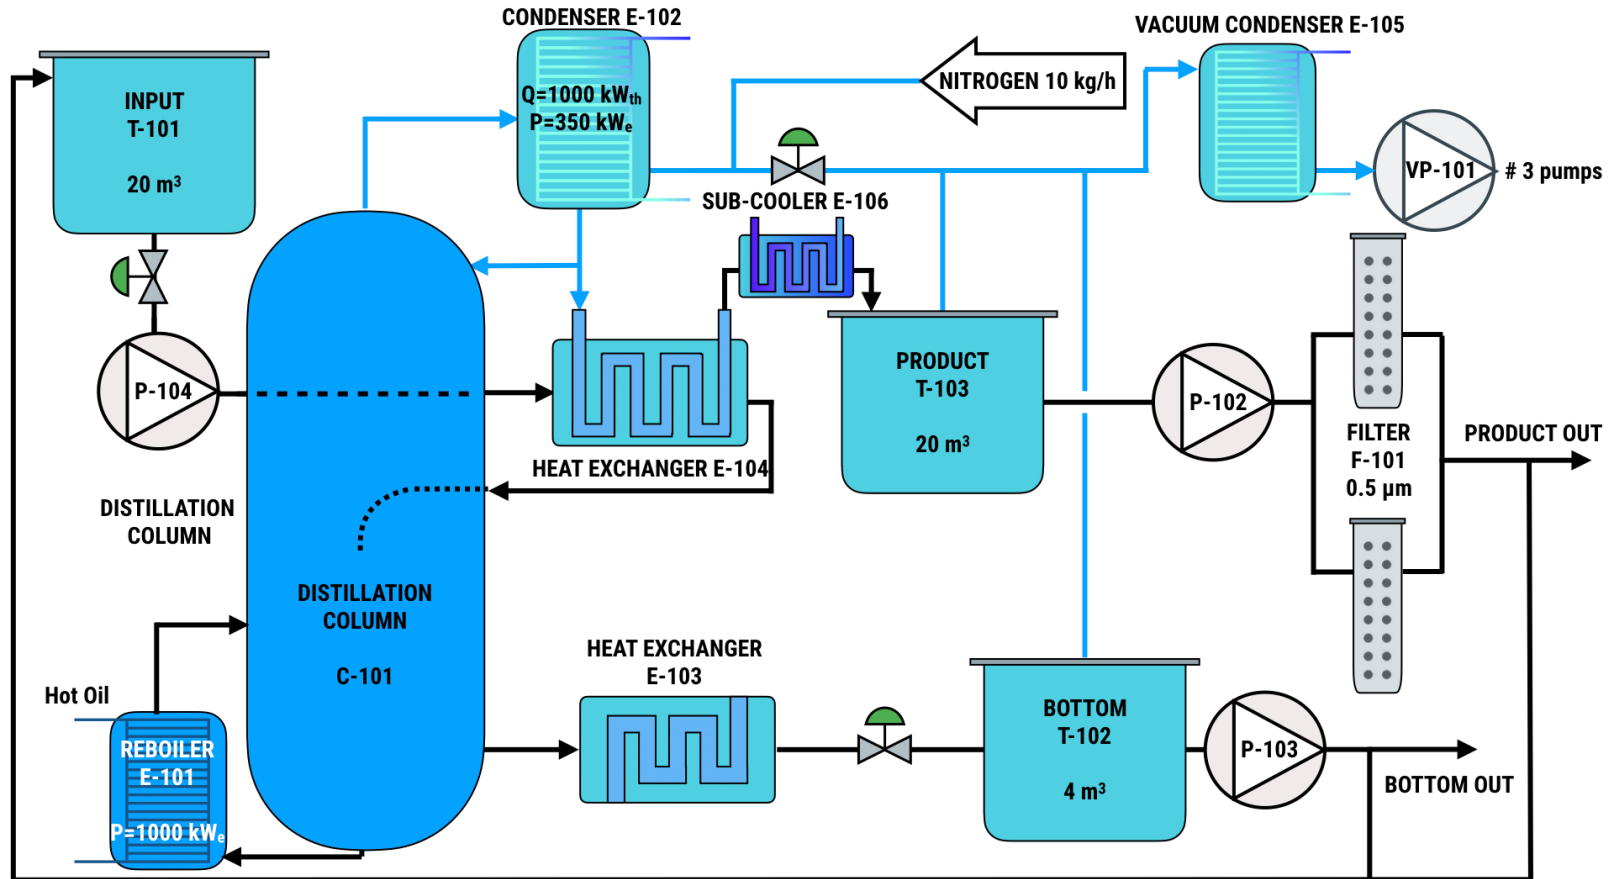 CONDENSER E-102
VACUUM CONDENSER E-105
INPUT
T-101
20 m³
Q=1000 kWth
P=350 kWe
NITROGEN 10 kg/h
VP-101
# 3 pumps
SUB-COOLER E-106
P-104
PRODUCT
T-103
20 m³
P-102
FILTER
F-101
0.5 µm
PRODUCT OUT
HEAT EXCHANGER E-104
DISTILLATION
COLUMN
DISTILLATION
COLUMN
C-101
HEAT EXCHANGER
E-103
Hot Oil
REBOILER
E-101
P=1000 kWe
BOTTOM
T-102
4 m³
P-103
BOTTOM OUT